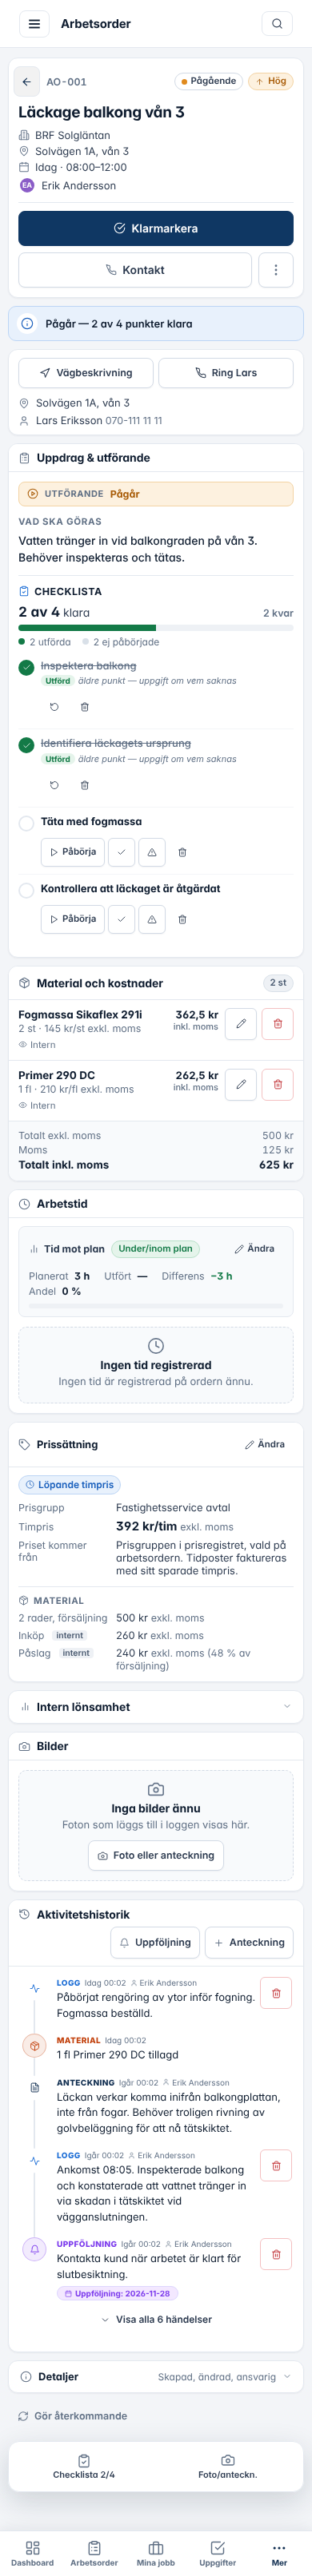 Arbetsorder
AO-001
Pågående
Hög
Läckage balkong vån 3
BRF Solgläntan
Solvägen 1A, vån 3
Idag · 08:00–12:00
EA Erik Andersson
Klarmarkera
Kontakt
Pågår — 2 av 4 punkter klara
Vägbeskrivning
Ring Lars
Solvägen 1A, vån 3
Lars Eriksson 070-111 11 11
Uppdrag & utförande
UTFÖRANDE Pågår
VAD SKA GÖRAS
Vatten tränger in vid balkongraden på vån 3.
Behöver inspekteras och tätas.
CHECKLISTA
2 av 4 klara
2 kvar
2 utförda
2 ej påbörjade
Inspektera balkong
Utförd äldre punkt — uppgift om vem saknas
Identifiera läckagets ursprung
Utförd äldre punkt — uppgift om vem saknas
Täta med fogmassa
Påbörja
Kontrollera att läckaget är åtgärdat
Påbörja
Material och kostnader
2 st
Fogmassa Sikaflex 291i
362,5 kr
2 st · 145 kr/st exkl. moms
inkl. moms
Intern
Primer 290 DC
262,5 kr
1 fl · 210 kr/fl exkl. moms
inkl. moms
Intern
Totalt exkl. moms 500 kr
Moms 125 kr
Totalt inkl. moms 625 kr
Arbetstid
Tid mot plan
Under/inom plan
Ändra
Planerat 3 h Utfört — Differens −3 h
Andel 0 %
Ingen tid registrerad
Ingen tid är registrerad på ordern ännu.
Prissättning
Ändra
Löpande timpris
Prisgrupp Fastighetsservice avtal
Timpris 392 kr/tim exkl. moms
Priset kommer Prisgruppen i prisregistret, vald på
från arbetsordern. Tidposter faktureras
med sitt sparade timpris.
MATERIAL
2 rader, försäljning 500 kr exkl. moms
Inköp internt 260 kr exkl. moms
Påslag internt 240 kr exkl. moms (48 % av
försäljning)
Intern lönsamhet
Bilder
Inga bilder ännu
Foton som läggs till i loggen visas här.
Foto eller anteckning
Aktivitetshistorik
Uppföljning
Anteckning
LOGG Idag 00:02 Erik Andersson
Påbörjat rengöring av ytor inför fogning.
Fogmassa beställd.
MATERIAL Idag 00:02
1 fl Primer 290 DC tillagd
ANTECKNING Igår 00:02 Erik Andersson
Läckan verkar komma inifrån balkongplattan,
inte från fogar. Behöver troligen rivning av
golvbeläggning för att nå tätskiktet.
LOGG Igår 00:02 Erik Andersson
Ankomst 08:05. Inspekterade balkong
och konstaterade att vattnet tränger in
via skadan i tätskiktet vid
vägganslutningen.
UPPFÖLJNING Igår 00:02 Erik Andersson
Kontakta kund när arbetet är klart för
slutbesiktning.
Uppföljning: 2026-11-28
Visa alla 6 händelser
Detaljer
Skapad, ändrad, ansvarig
Gör återkommande
Checklista 2/4
Foto/anteckn.
Dashboard
Arbetsorder
Mina jobb
Uppgifter
Mer